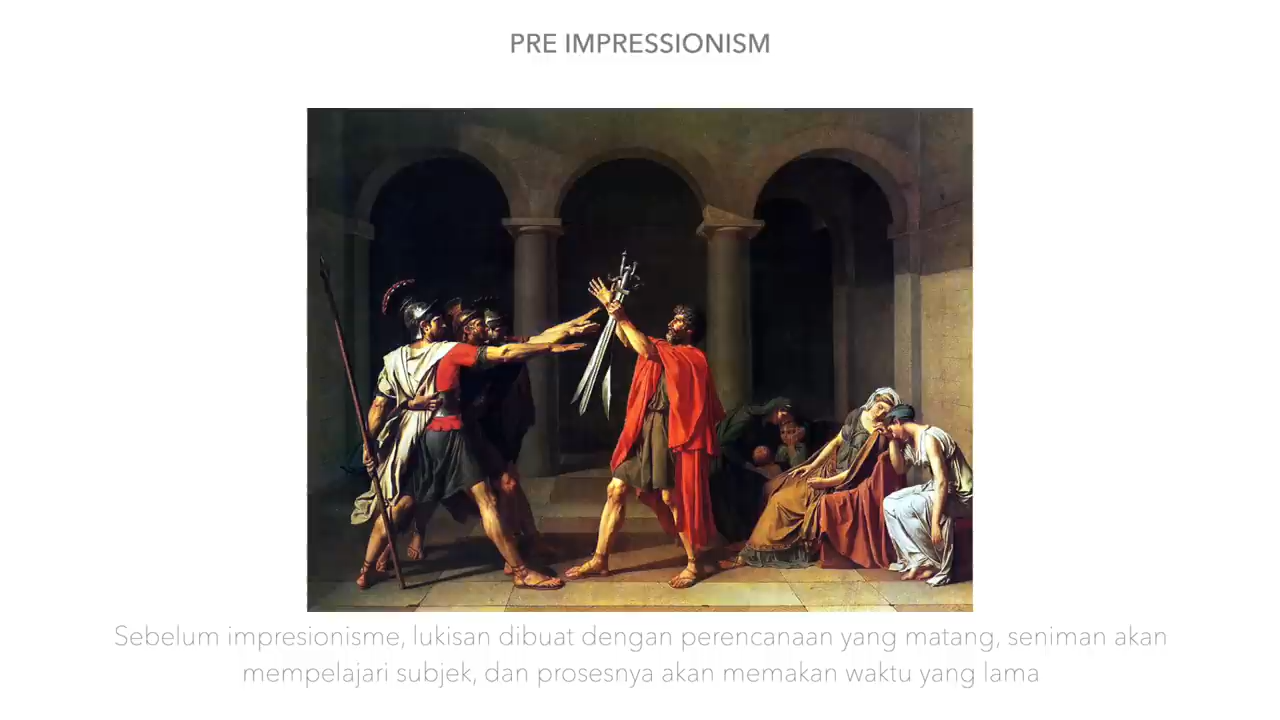 PRE IMPRESSIONISM
Sebelum impresionisme, lukisan dibuat dengan perencanaan yang matang, seniman akan
mempelajari subjek, dan prosesnya akan memakan waktu yang lama